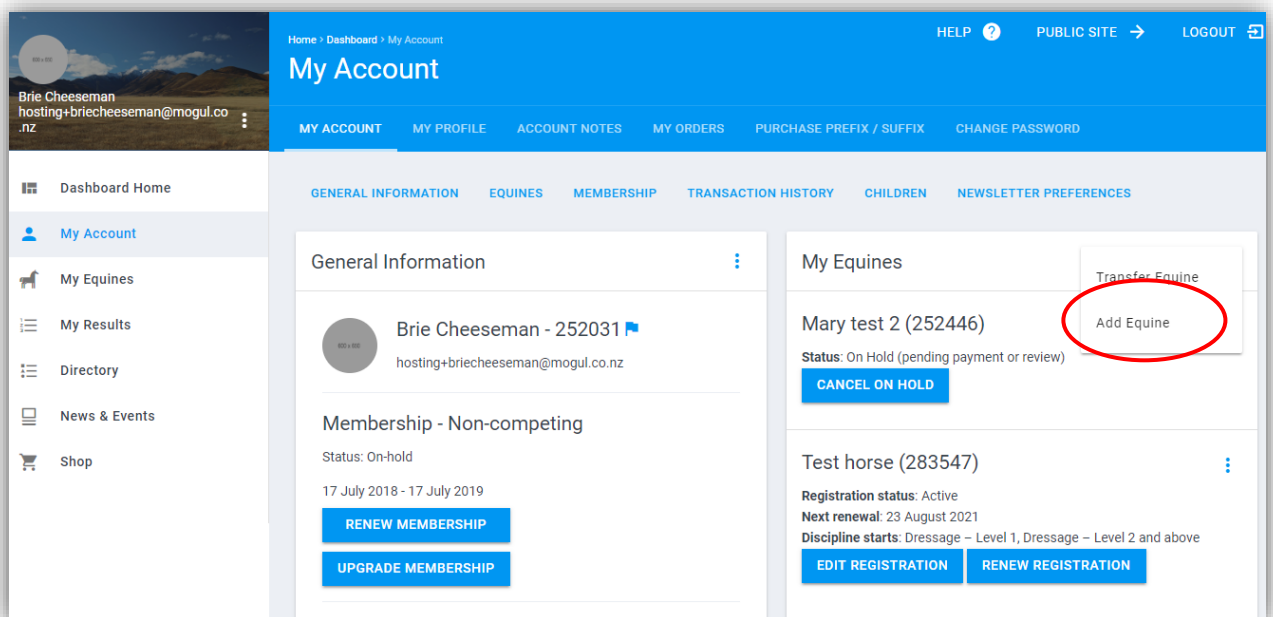 600 x 600
Brie Cheeseman
hosting+briecheeseman@mogul.co
.nz
Dashboard Home
My Account
My Equines
My Results
Directory
News & Events
Shop
Home > Dashboard > My Account
HELP ?
PUBLIC SITE
LOGOUT
My Account
MY ACCOUNT
MY PROFILE
ACCOUNT NOTES
MY ORDERS
PURCHASE PREFIX / SUFFIX
CHANGE PASSWORD
GENERAL INFORMATION
EQUINES
MEMBERSHIP
TRANSACTION HISTORY
CHILDREN
NEWSLETTER PREFERENCES
General Information
600 x 600
Brie Cheeseman - 252031
hosting+briecheeseman@mogul.co.nz
Membership - Non-competing
Status: On-hold
17 July 2018 - 17 July 2019
RENEW MEMBERSHIP
UPGRADE MEMBERSHIP
My Equines
Transfer Equine
Add Equine
Mary test 2 (252446)
Status: On Hold (pending payment or review)
CANCEL ON HOLD
Test horse (283547)
Registration status: Active
Next renewal: 23 August 2021
Discipline starts: Dressage – Level 1, Dressage – Level 2 and above
EDIT REGISTRATION
RENEW REGISTRATION